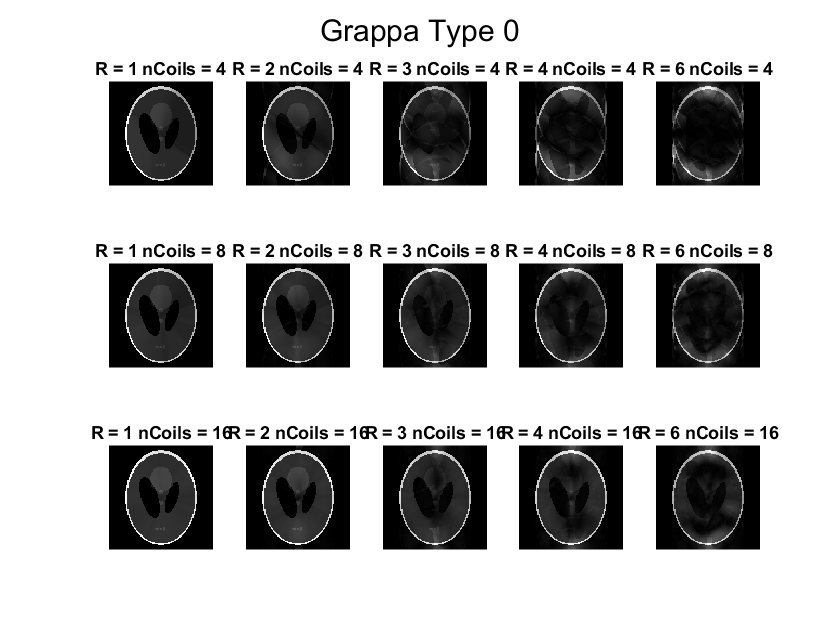 Grappa Type 0
R = 1 nCoils = 4 R = 2 nCoils = 4 R = 3 nCoils = 4 R = 4 nCoils = 4 R = 6 nCoils = 4
R = 1 nCoils = 8 R = 2 nCoils = 8 R = 3 nCoils = 8 R = 4 nCoils = 8 R = 6 nCoils = 8
R = 1 nCoils = 16 R = 2 nCoils = 16 R = 3 nCoils = 16 R = 4 nCoils = 16 R = 6 nCoils = 16